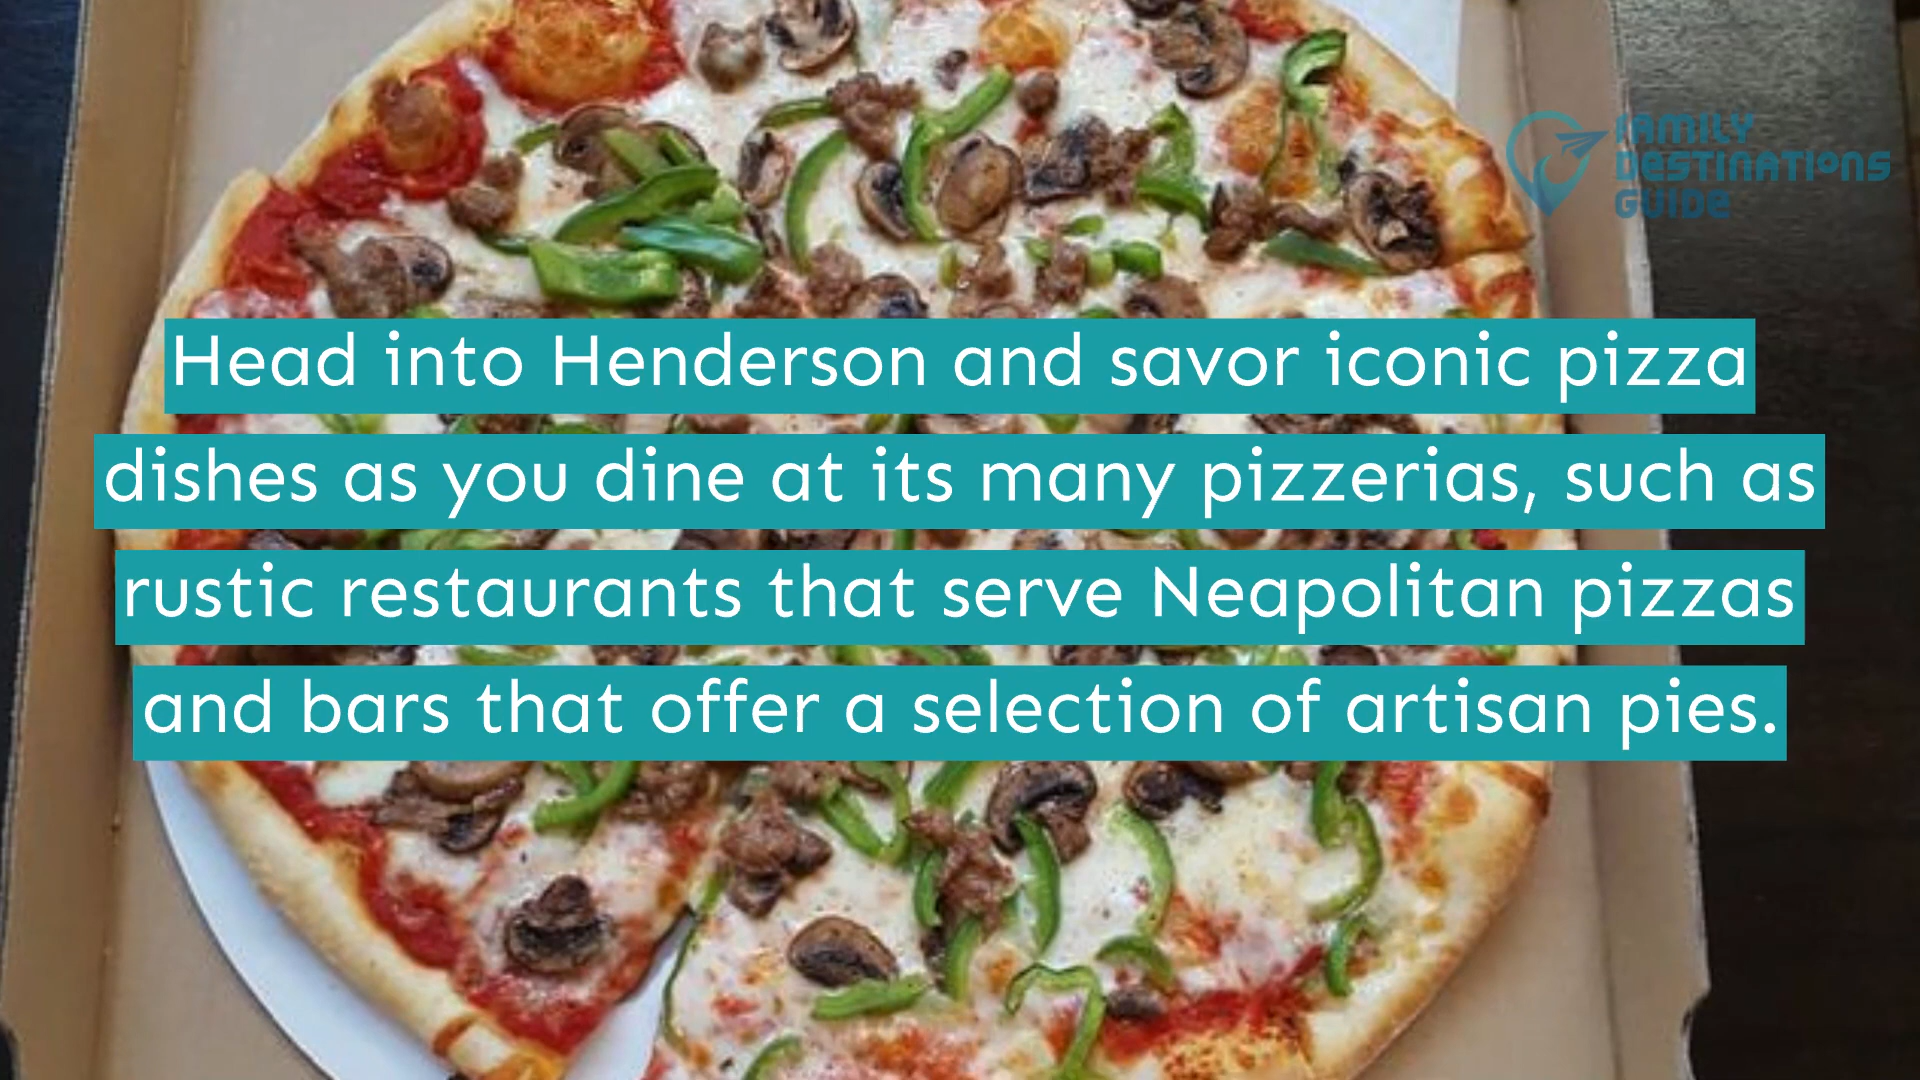 FAMILY
DESTINATIONS
GUIDE
Head into Henderson and savor iconic pizza
dishes as you dine at its many pizzerias, such as
rustic restaurants that serve Neapolitan pizzas
and bars that offer a selection of artisan pies.